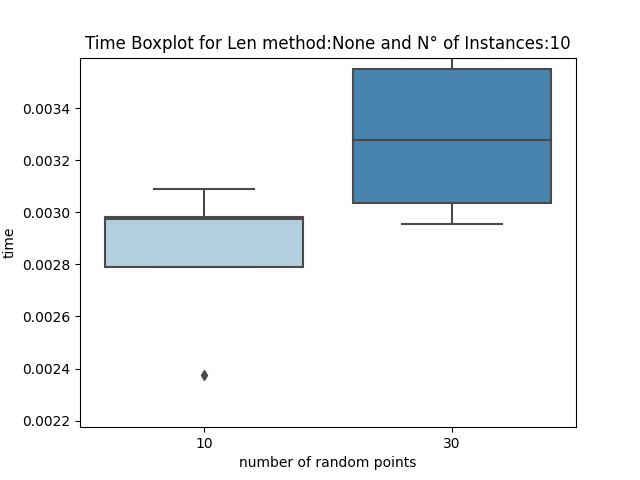 Time Boxplot for Len method:None and N° of Instances:10
0.0034
0.0032
0.0030
0.0028
0.0026
0.0024
0.0022
time
10 30
number of random points